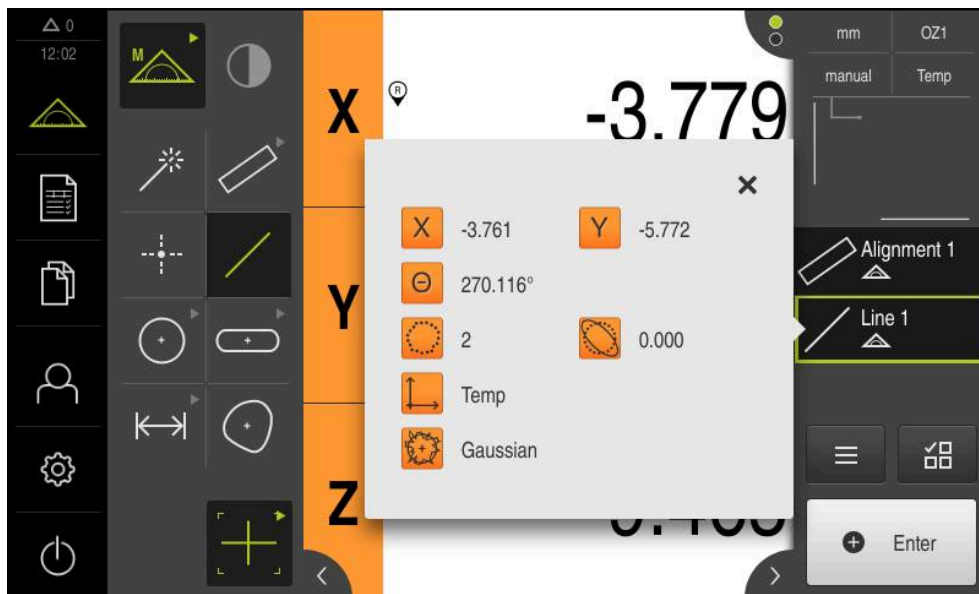 0
12:02
M
X
R
-3.779
mm
OZ1
manual
Temp
X -3.761
Y -5.772
Θ 270.116°
2
0.000
Temp
Gaussian
Y
Z
Alignment 1
Line 1
Enter